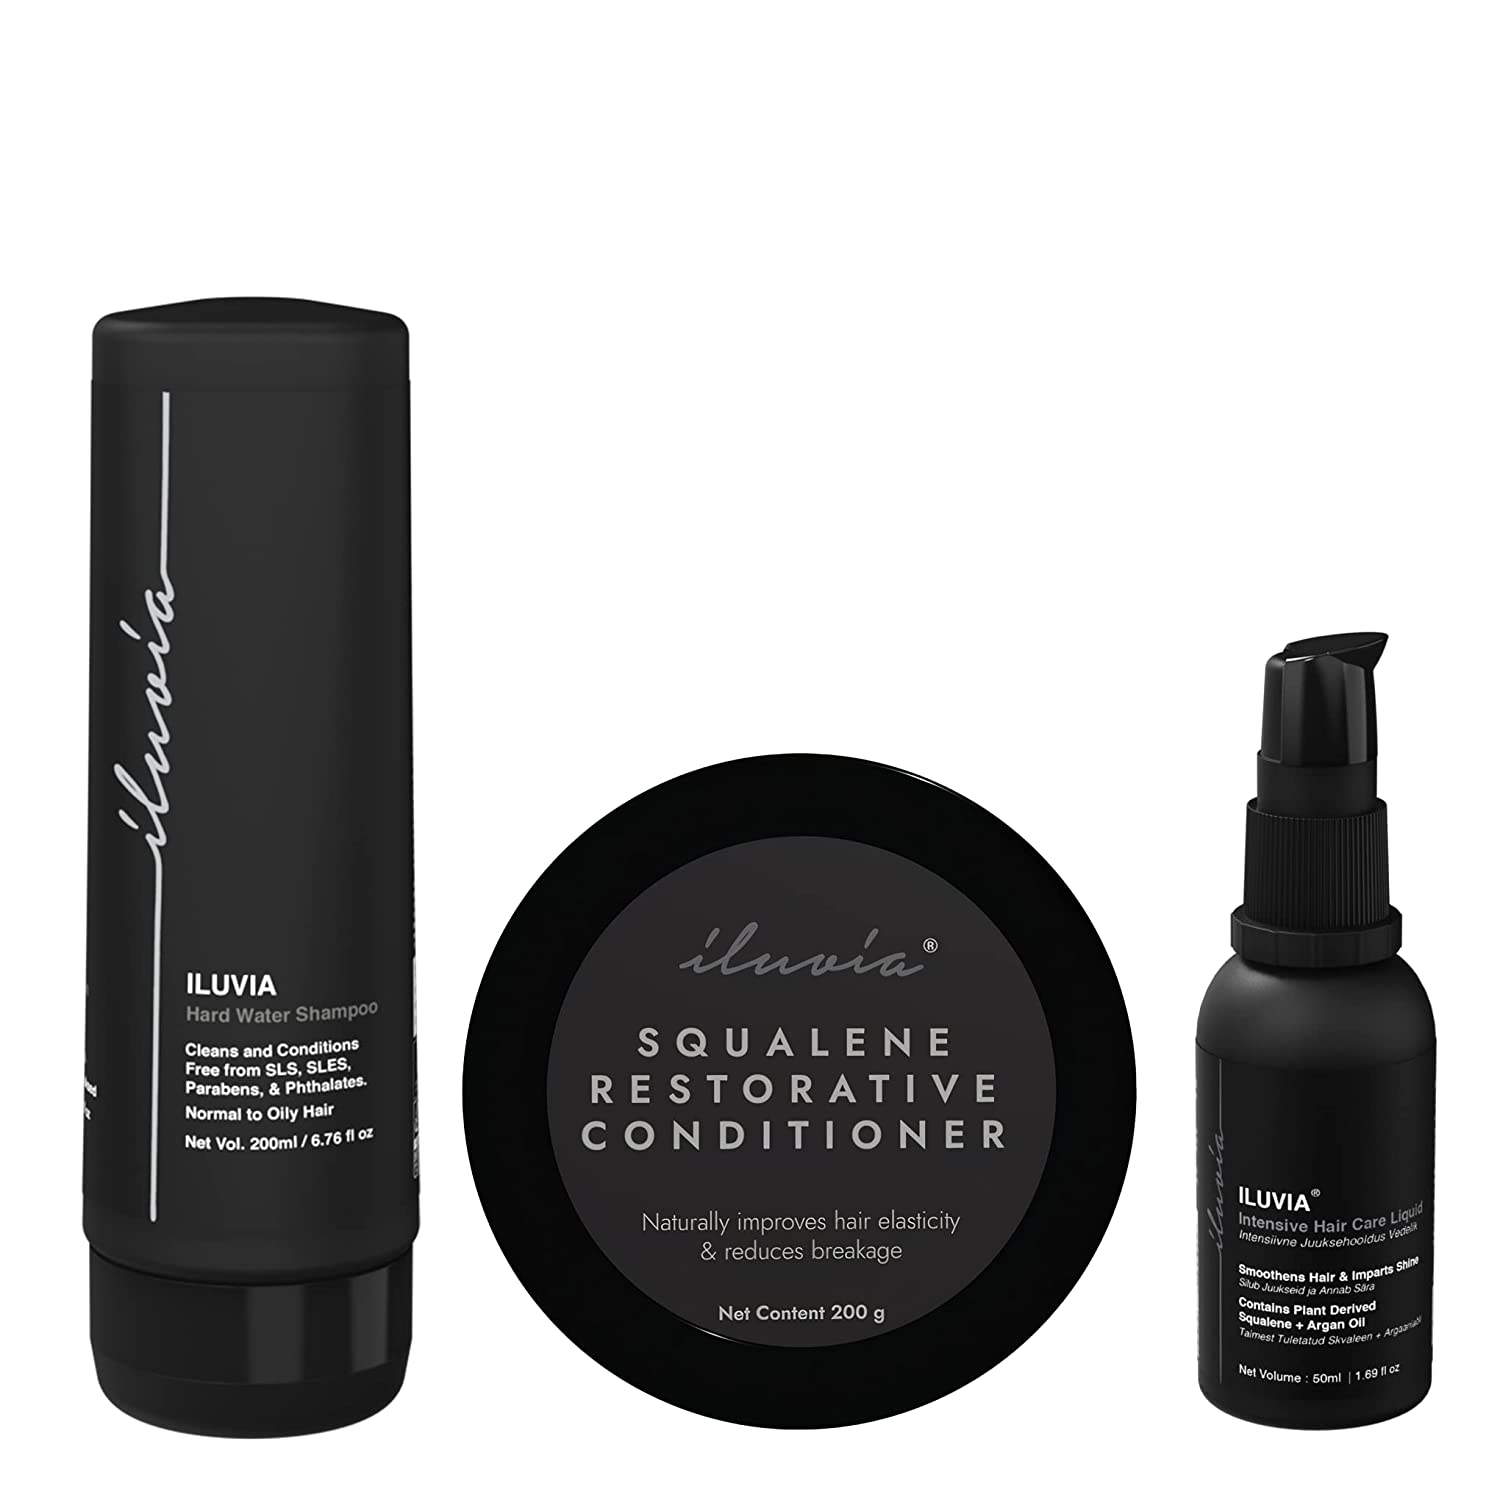 iluvia
ILUVIA
Hard Water Shampoo
Cleans and Conditions
Free from SLS, SLES,
Parabens, & Phthalates.
Normal to Oily Hair
Net Vol. 200ml / 6.76 fl oz
iluvia®
SQUALENE
RESTORATIVE
CONDITIONER
Naturally improves hair elasticity
& reduces breakage
Net Content 200 g
iluvia
ILUVIA®
Intensive Hair Care Liquid
Intensiivne Juuksehooldus Vedelik
Smoothens Hair & Imparts Shine
Silub Juukseid ja Annab Sära
Contains Plant Derived
Squalene + Argan Oil
Taimest Tuletatud Skvaleen + Argaaniaõli
Net Volume : 50ml | 1.69 fl oz